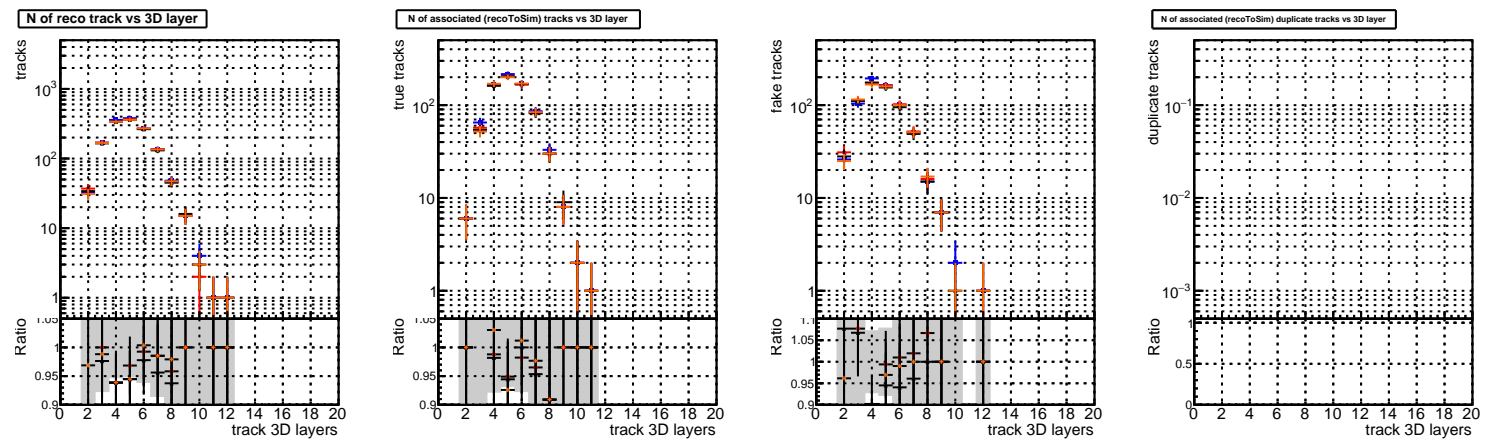 N of reco track vs 3D layer
tracks
10³
10²
10
1
Ratio
1.05
1
0.95
0.9
0 2 4 6 8 10 12 14 16 18 20
track 3D layers
N of associated (recoToSim) tracks vs 3D layer
true tracks
10²
10
1
Ratio
1.05
1
0.95
0.9
0 2 4 6 8 10 12 14 16 18 20
track 3D layers
fake tracks
10²
10
1
Ratio
1.1
1.05
1
0.95
0.9
0 2 4 6 8 10 12 14 16 18 20
track 3D layers
N of associated (recoToSim) duplicate tracks vs 3D layer
duplicate tracks
10⁻¹
10⁻²
10⁻³
Ratio
1
0.5
0
0 2 4 6 8 10 12 14 16 18 20
track 3D layers